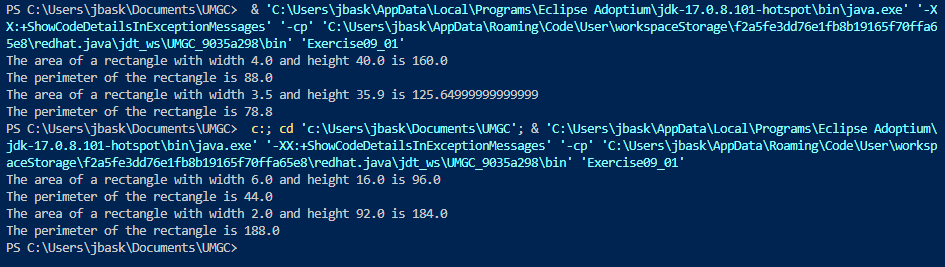 PS C:\Users\jbask\Documents\UMGC>  & 'C:\Users\jbask\AppData\Local\Programs\Eclipse Adoptium\jdk-17.0.8.101-hotspot\bin\java.exe' '-X
X:+ShowCodeDetailsInExceptionMessages' '-cp' 'C:\Users\jbask\AppData\Roaming\Code\User\workspaceStorage\f2a5fe3dd76e1fb8b19165f70ffa6
5e8\redhat.java\jdt_ws\UMGC_9035a298\bin' 'Exercise09_01'
The area of a rectangle with width 4.0 and height 40.0 is 160.0
The perimeter of the rectangle is 88.0
The area of a rectangle with width 3.5 and height 35.9 is 125.64999999999999
The perimeter of the rectangle is 78.8
PS C:\Users\jbask\Documents\UMGC>  c:; cd 'c:\Users\jbask\Documents\UMGC'; & 'C:\Users\jbask\AppData\Local\Programs\Eclipse Adoptium\
jdk-17.0.8.101-hotspot\bin\java.exe' '-XX:+ShowCodeDetailsInExceptionMessages' '-cp' 'C:\Users\jbask\AppData\Roaming\Code\User\worksp
aceStorage\f2a5fe3dd76e1fb8b19165f70ffa65e8\redhat.java\jdt_ws\UMGC_9035a298\bin' 'Exercise09_01'
The area of a rectangle with width 6.0 and height 16.0 is 96.0
The perimeter of the rectangle is 44.0
The area of a rectangle with width 2.0 and height 92.0 is 184.0
The perimeter of the rectangle is 188.0
PS C:\Users\jbask\Documents\UMGC>